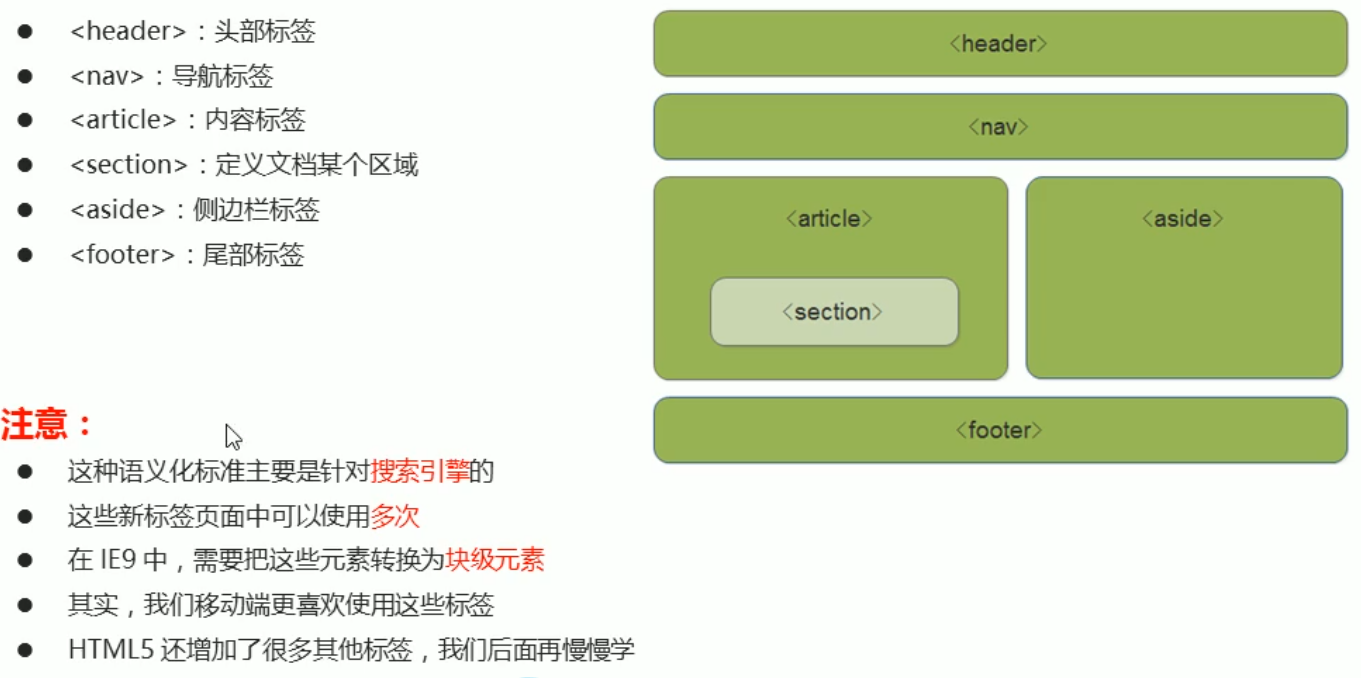 <header>：头部标签
<nav>：导航标签
<article>：内容标签
<section>：定义文档某个区域
<aside>：侧边栏标签
<footer>：尾部标签
<header>
<nav>
<article>
<aside>
<section>
<footer>
注意：
这种语义化标准主要是针对搜索引擎的
这些新标签页面中可以使用多次
在 IE9 中，需要把这些元素转换为块级元素
其实，我们移动端更喜欢使用这些标签
HTML5 还增加了很多其他标签，我们后面再慢慢学